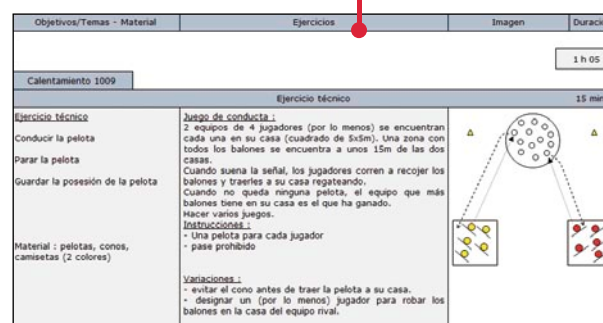 Objetivos/Temas - Material
Ejercicios
Imagen
Duració
1 h 05
Calentamiento 1009
Ejercicio técnico
15 min
Ejercicio técnico
Conducir la pelota
Parar la pelota
Guardar la posesión de la pelota
Material : pelotas, conos,
camisetas (2 colores)
Juego de conducta :
2 equipos de 4 jugadores (por lo menos) se encuentran
cada una en su casa (cuadrado de 5x5m). Una zona con
todos los balones se encuentra a unos 15m de las dos
casas.
Cuando suena la señal, los jugadores corren a recojer los
balones y traerles a su casa regateando.
Cuando no queda ninguna pelota, el equipo que más
balones tiene en su casa es el que ha ganado.
Hacer varios juegos.
Instrucciones :
- Una pelota para cada jugador
- pase prohibido
Variaciones :
- evitar el cono antes de traer la pelota a su casa.
- designar un (por lo menos) jugador para robar los
balones en la casa del equipo rival.